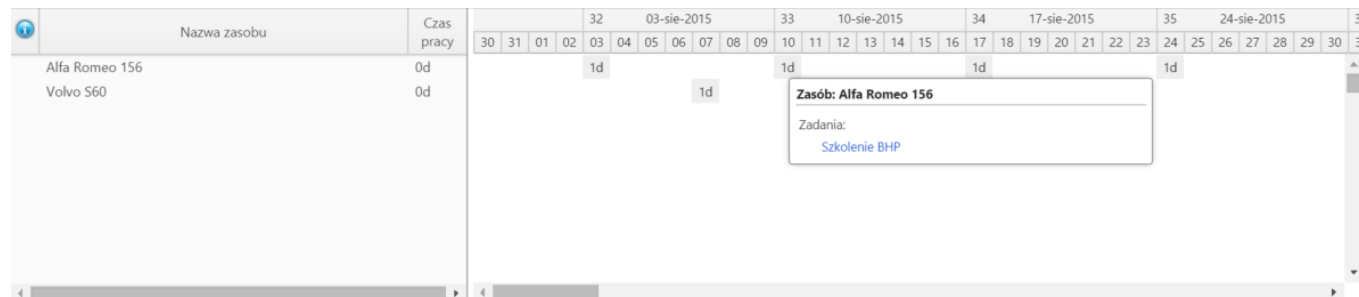 Nazwa zasobu Czas pracy
32 03-sie-2015 33 10-sie-2015 34 17-sie-2015 35 24-sie-2015
30 31 01 02 03 04 05 06 07 08 09 10 11 12 13 14 15 16 17 18 19 20 21 22 23 24 25 26 27 28 29 30
Alfa Romeo 156 0d 1d 1d 1d 1d
Volvo S60 0d 1d
Zasób: Alfa Romeo 156
Zadania:
Szkolenie BHP